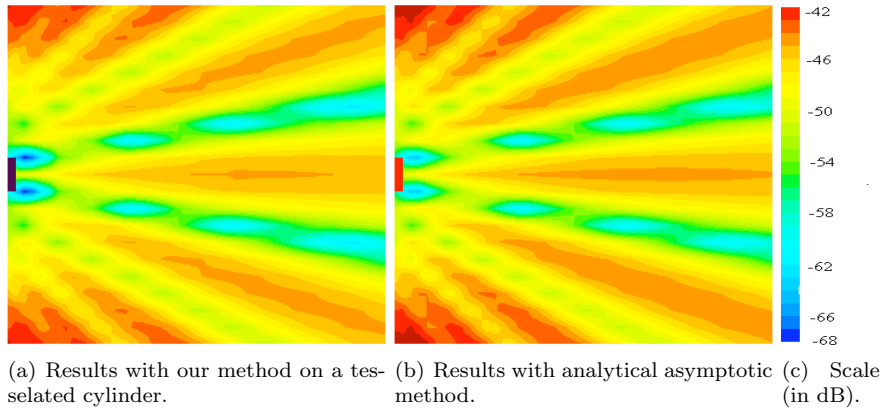 -42
-46
-50
-54
-58
-62
-66
-68
(a) Results with our method on a tes-
selated cylinder.
(b) Results with analytical asymptotic
method.
(c) Scale
(in dB).